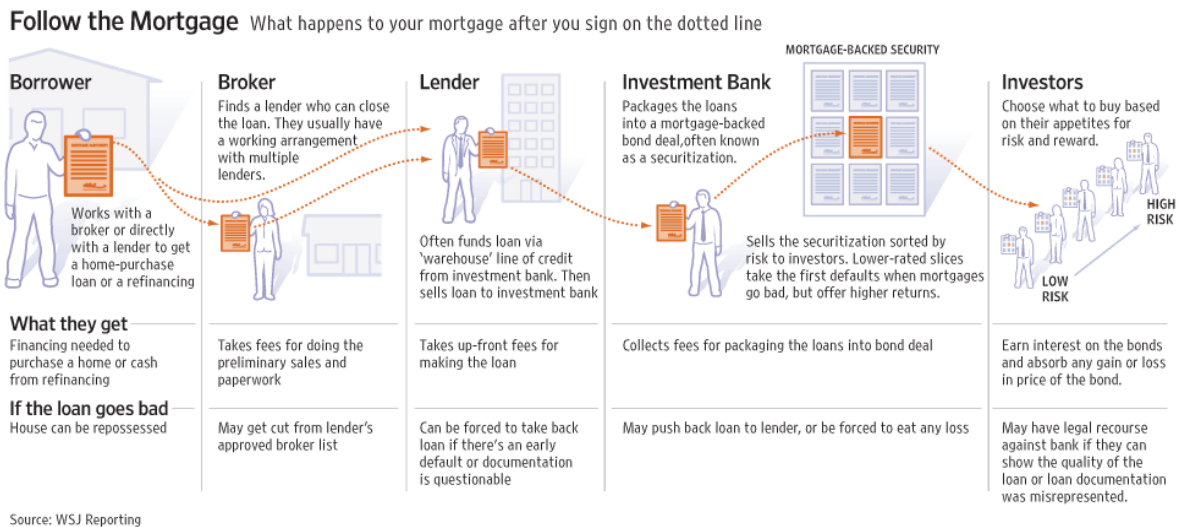 Follow the Mortgage What happens to your mortgage after you sign on the dotted line
Borrower
Works with a
broker or directly
with a lender to get
a home-purchase
loan or a refinancing
Broker
Finds a lender who can close
the loan. They usually have
a working arrangement
with multiple
lenders.
Lender
Often funds loan via
'warehouse' line of credit
from investment bank. Then
sells loan to investment bank
Investment Bank
Packages the loans
into a mortgage-backed
bond deal,often known
as a securitization.
MORTGAGE-BACKED SECURITY
Sells the securitization sorted by
risk to investors. Lower-rated slices
take the first defaults when mortgages
go bad, but offer higher returns.
Investors
Choose what to buy based
on their appetites for
risk and reward.
HIGH
RISK
LOW
RISK
What they get
Financing needed to
purchase a home or cash
from refinancing
Takes fees for doing the
preliminary sales and
paperwork
Takes up-front fees for
making the loan
Collects fees for packaging the loans into bond deal
Earn interest on the bonds
and absorb any gain or loss
in price of the bond.
If the loan goes bad
House can be repossessed
May get cut from lender's
approved broker list
Can be forced to take back
loan if there's an early
default or documentation
is questionable
May push back loan to lender, or be forced to eat any loss
May have legal recourse
against bank if they can
show the quality of the
loan or loan documentation
was misrepresented.
Source: WSJ Reporting